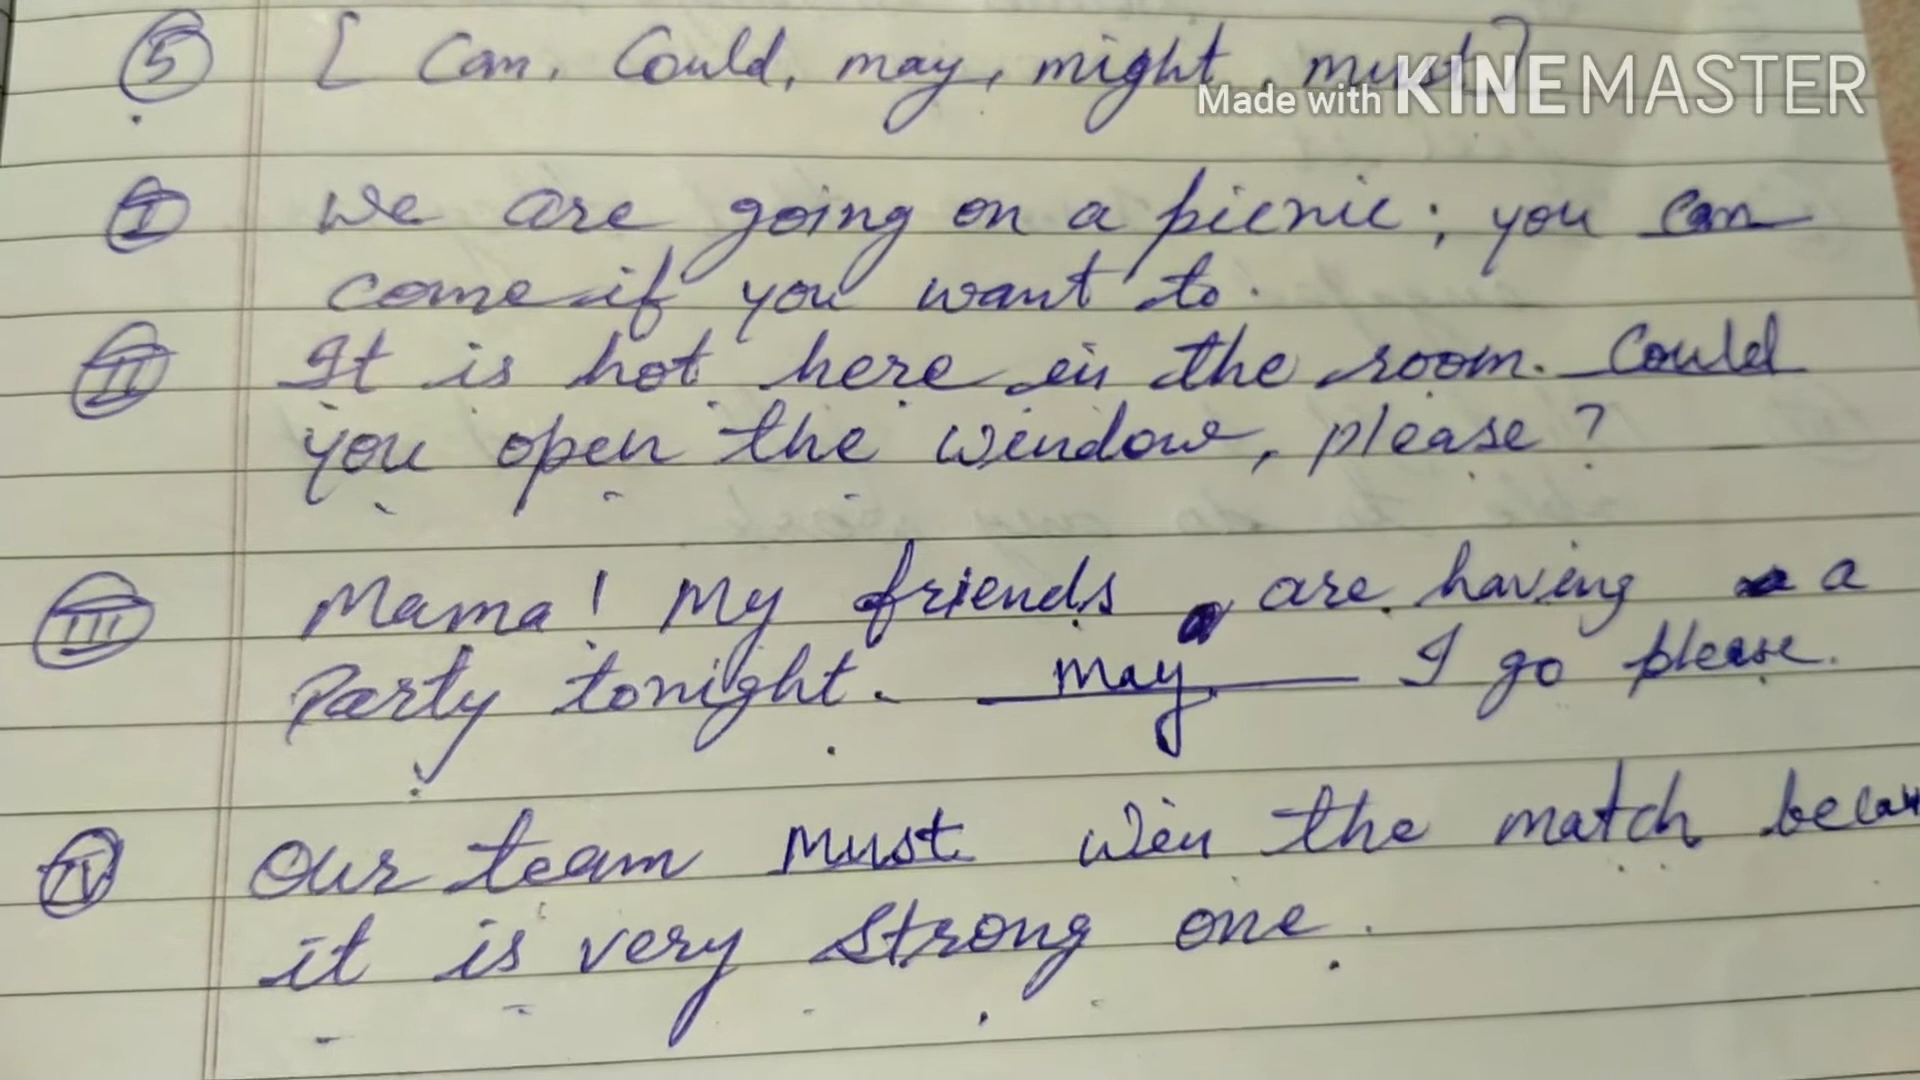 5 [ Can, Could, may, might, must]
Made with KINEMASTER
I We are going on a picnic; you can
come if you want to.
II It is hot here in the room. Could
you open the window, please?
III Mama! My friends are having a
Party tonight. may I go please.
IV Our team must win the match becau
it is very strong one.